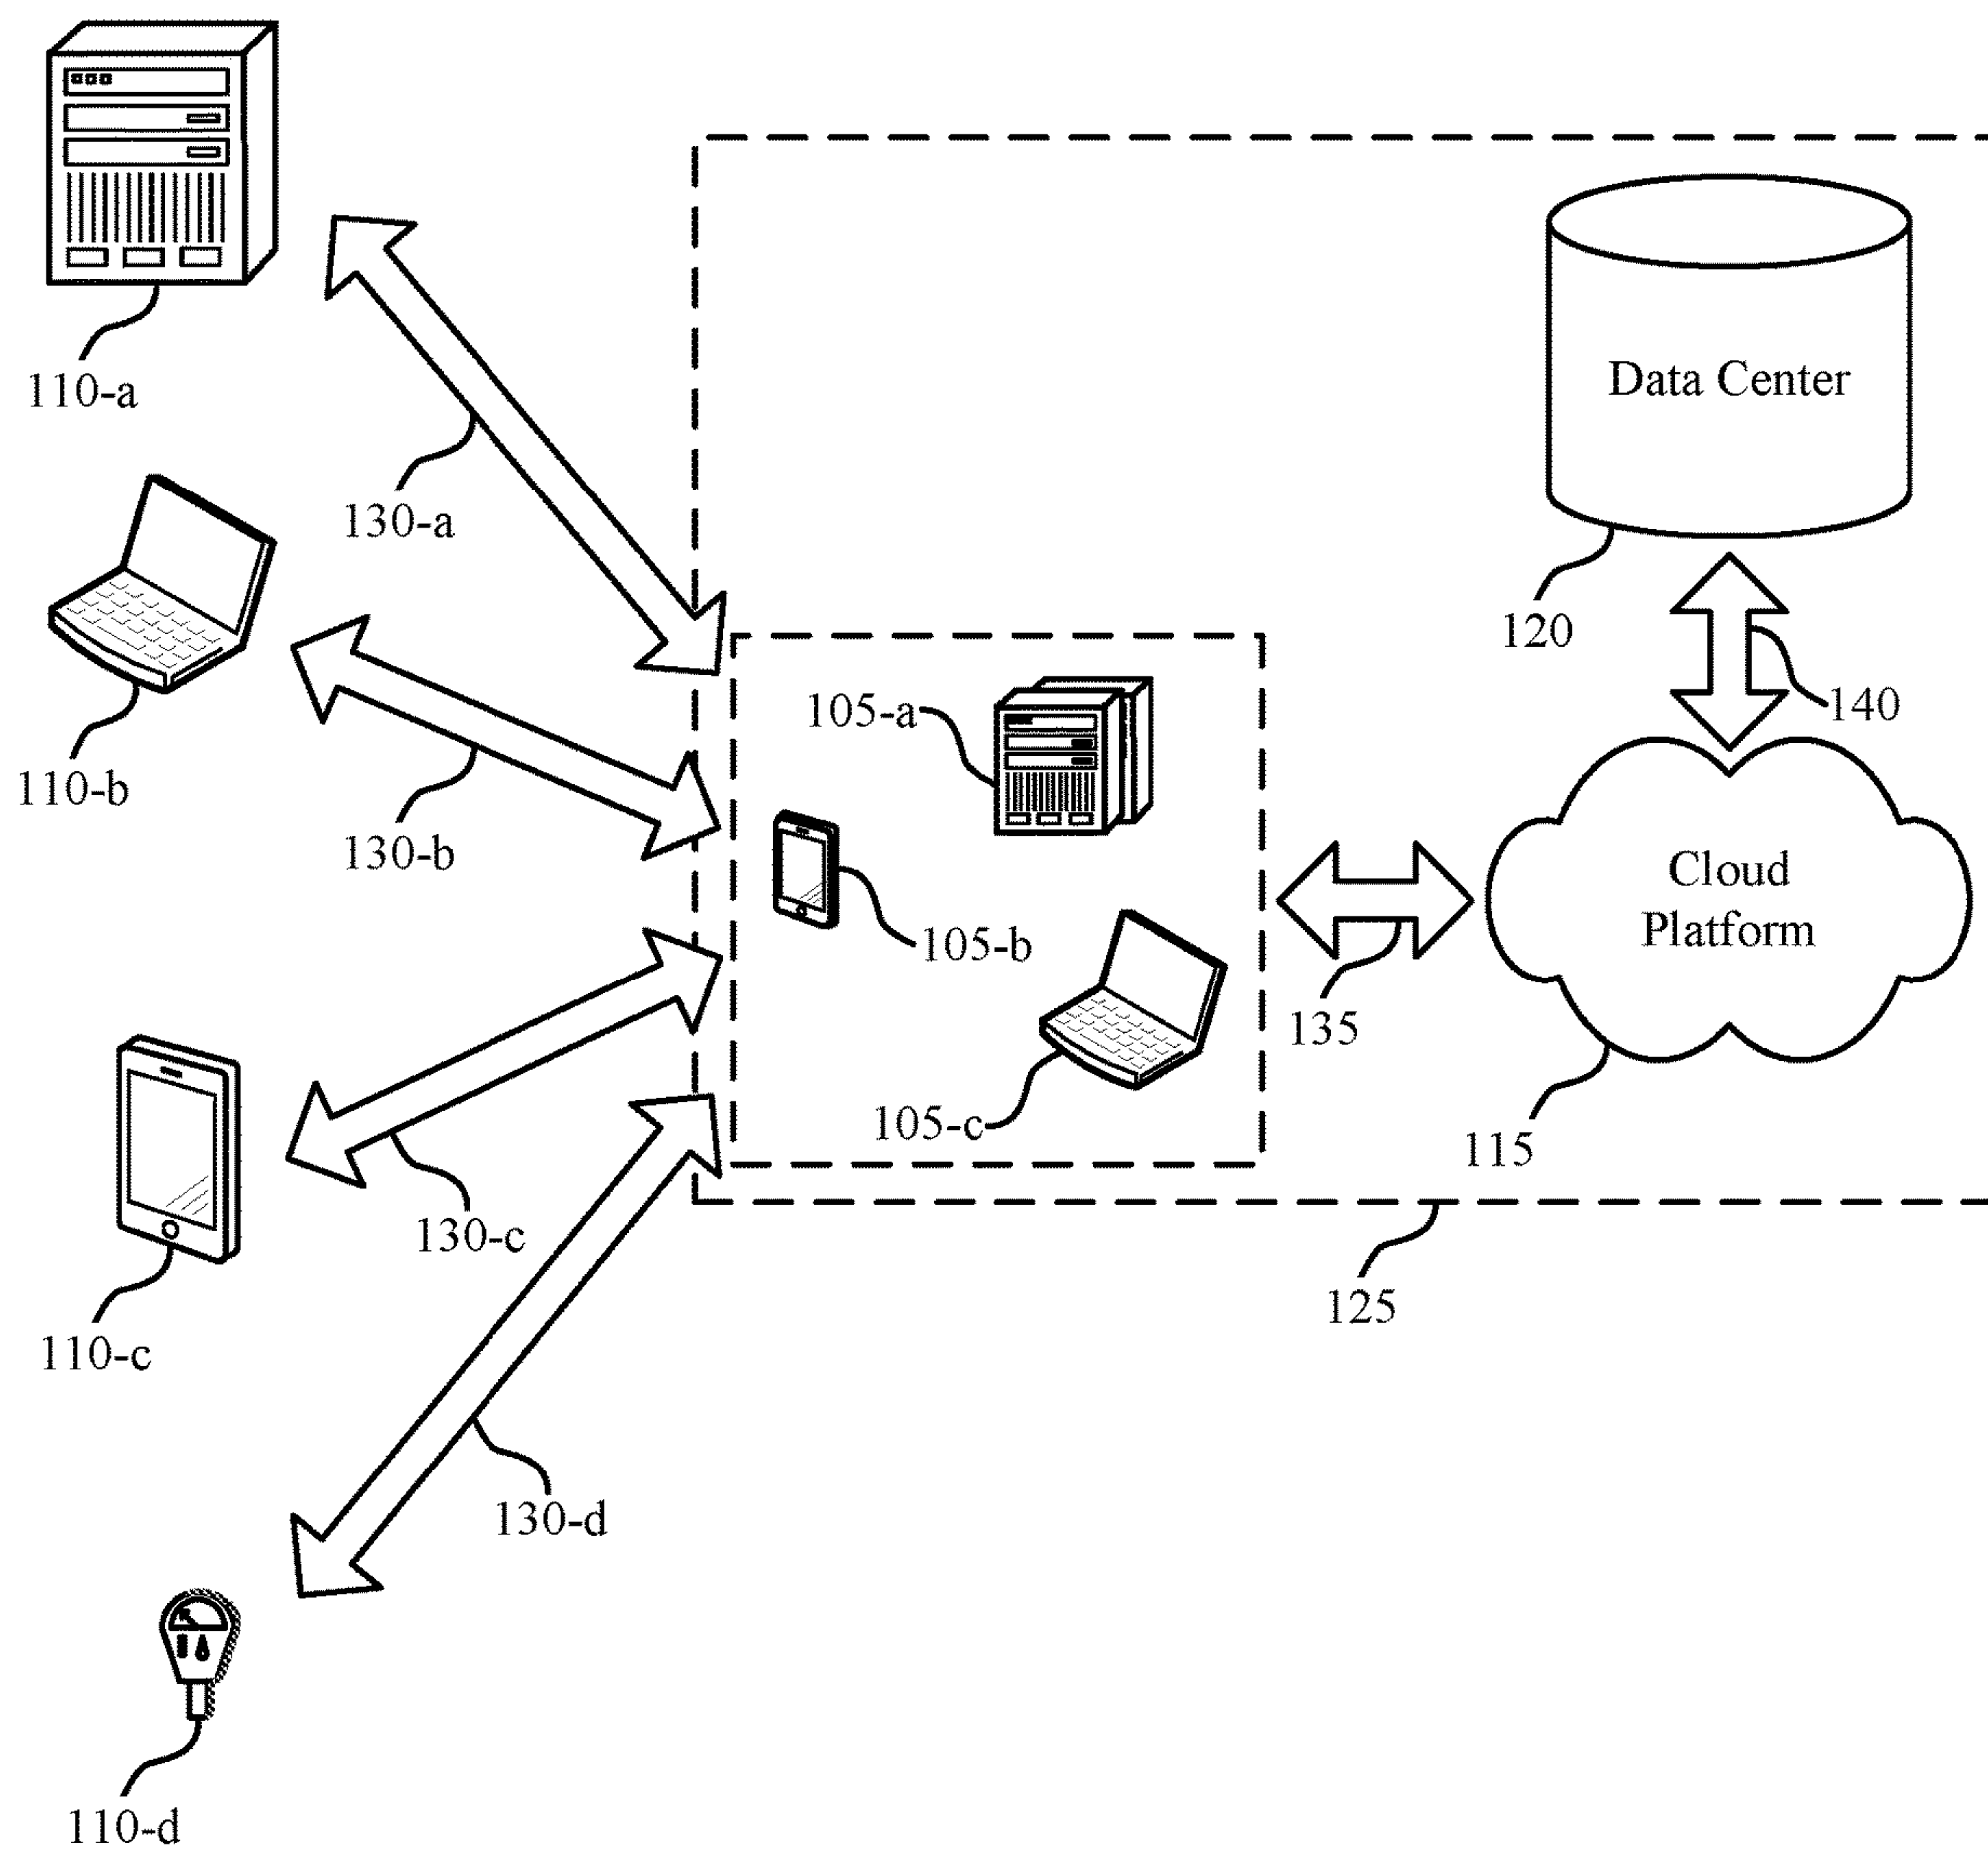 110-a
130-a
Data Center
120
110-b
130-b
105-a
140
105-b
Cloud
Platform
135
105-c
115
110-c
130-c
125
130-d
110-d